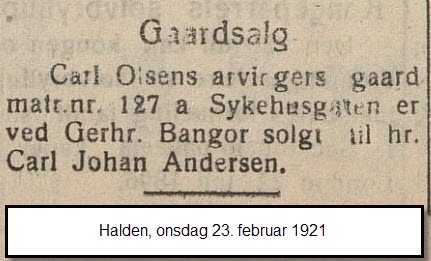 Gaardsalg
Carl Olsens arvingers gaard
matr.nr. 127 a Sykehusgaten er
ved Gerhr. Bangor solgt til hr.
Carl Johan Andersen.
Halden, onsdag 23. februar 1921